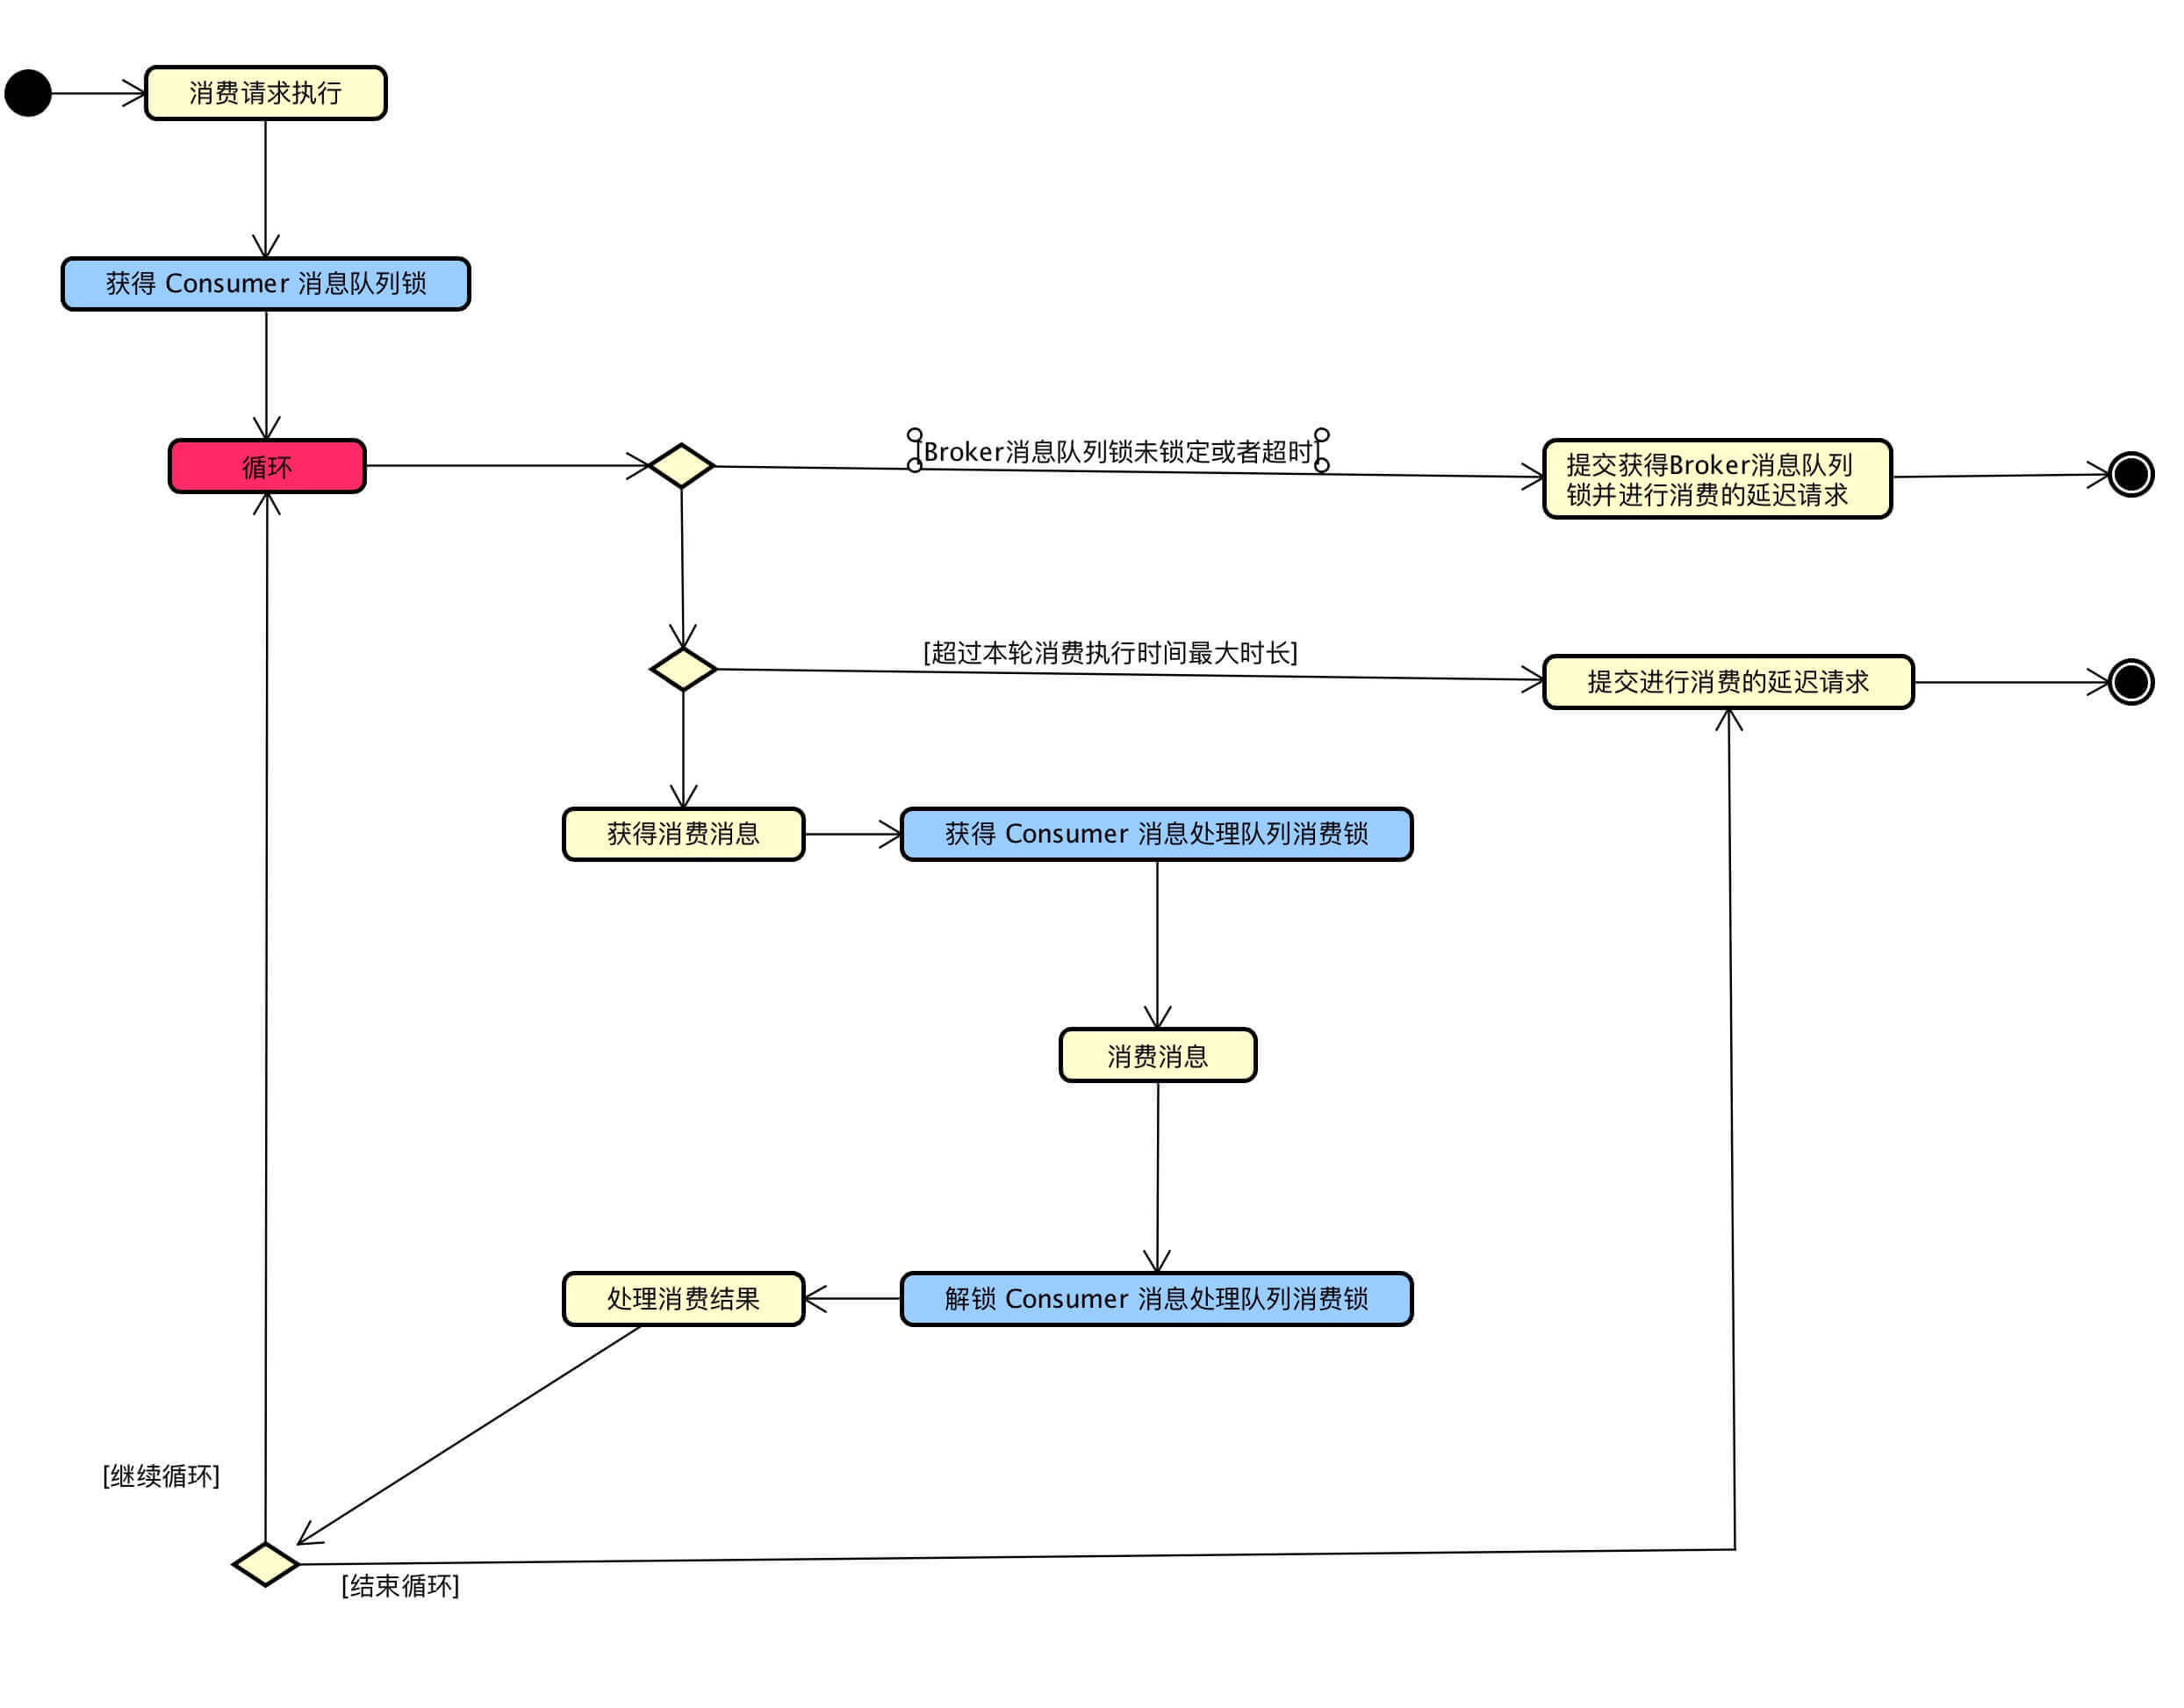 消费请求执行
获得 Consumer 消息队列锁
循环
[Broker消息队列锁未锁定或者超时]
提交获得Broker消息队列
锁并进行消费的延迟请求
[超过本轮消费执行时间最大时长]
提交进行消费的延迟请求
获得消费消息
获得 Consumer 消息处理队列消费锁
消费消息
处理消费结果
解锁 Consumer 消息处理队列消费锁
[继续循环]
[结束循环]